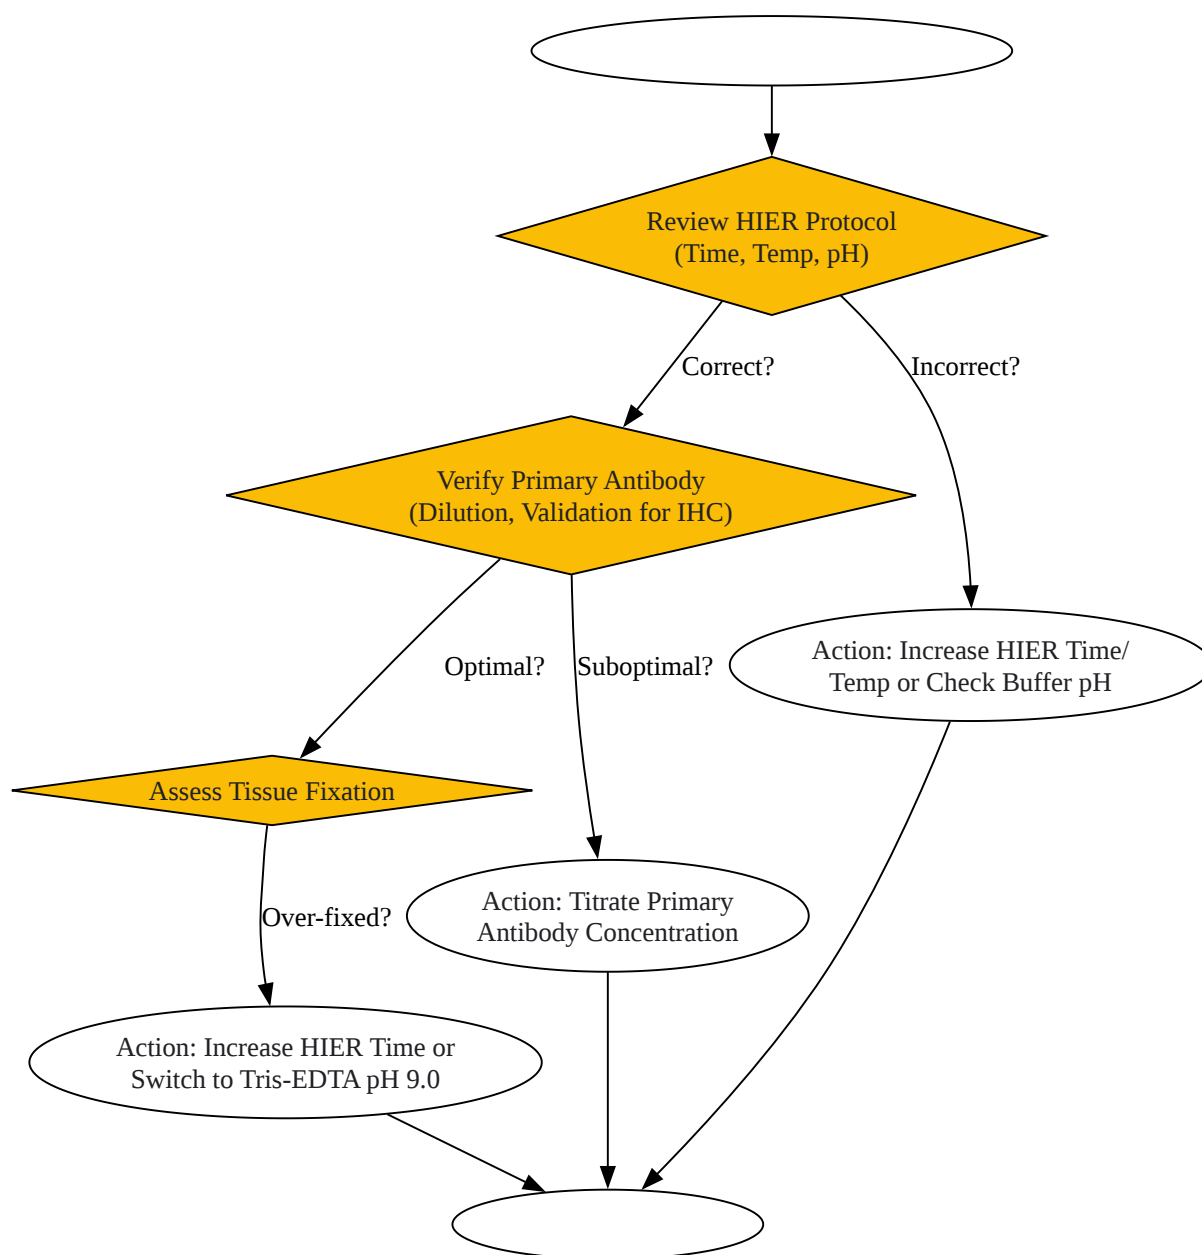 Review HIER Protocol
(Time, Temp, pH)
Correct?
Incorrect?
Verify Primary Antibody
(Dilution, Validation for IHC)
Optimal?
Suboptimal?
Action: Increase HIER Time/
Temp or Check Buffer pH
Assess Tissue Fixation
Over-fixed?
Action: Titrate Primary
Antibody Concentration
Action: Increase HIER Time or
Switch to Tris-EDTA pH 9.0